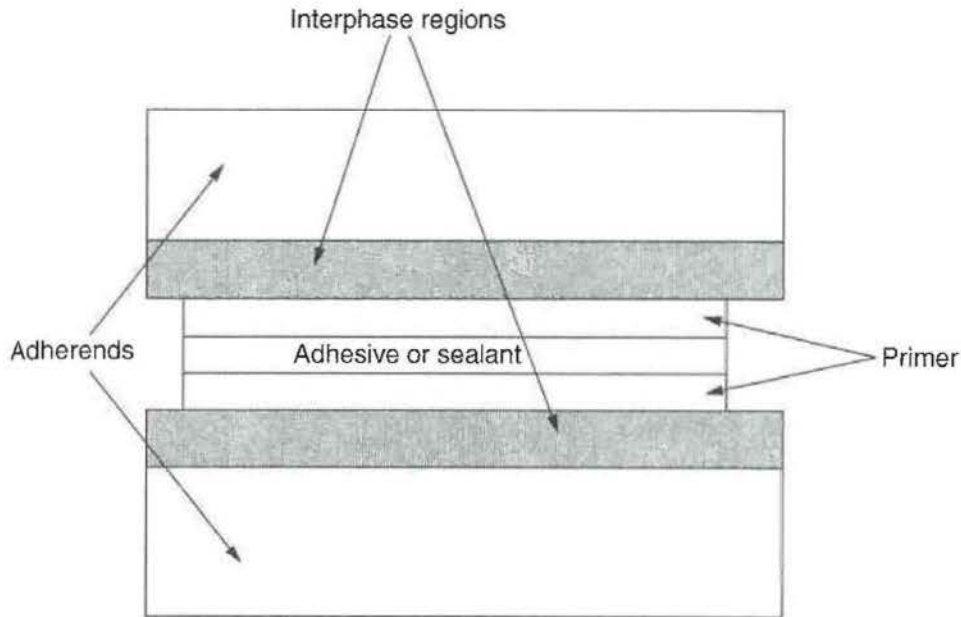 Interphase regions
Adherends
Adhesive or sealant
Primer